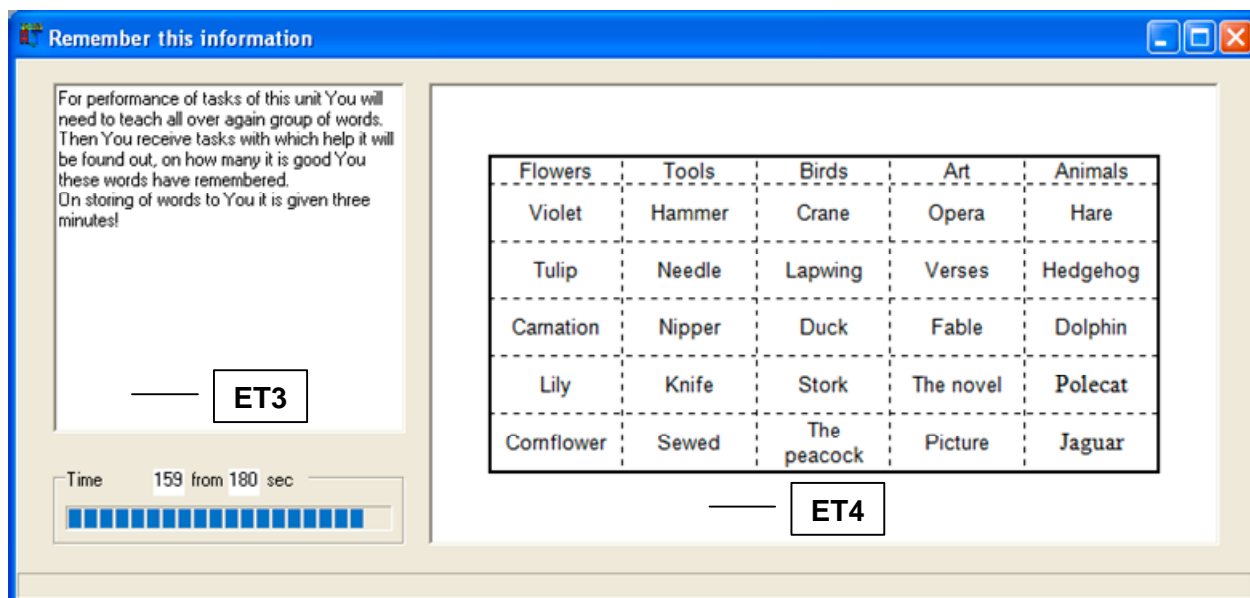 Remember this information
For performance of tasks of this unit You will
need to teach all over again group of words.
Then You receive tasks with which help it will
be found out, on how many it is good You
these words have remembered.
On storing of words to You it is given three
minutes!
ET3
Time 159 from 180 sec
Flowers Tools Birds Art Animals
Violet Hammer Crane Opera Hare
Tulip Needle Lapwing Verses Hedgehog
Carnation Nipper Duck Fable Dolphin
Lily Knife Stork The novel Polecat
Cornflower Sewed The peacock Picture Jaguar
ET4